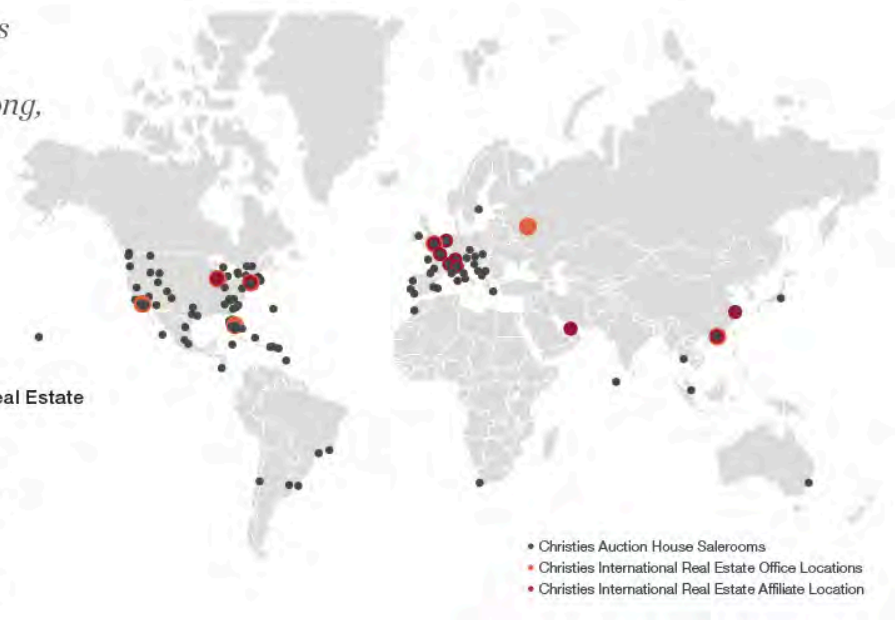 s
ong,
eal Estate
Christies Auction House Salerooms
Christies International Real Estate Office Locations
Christies International Real Estate Affiliate Location